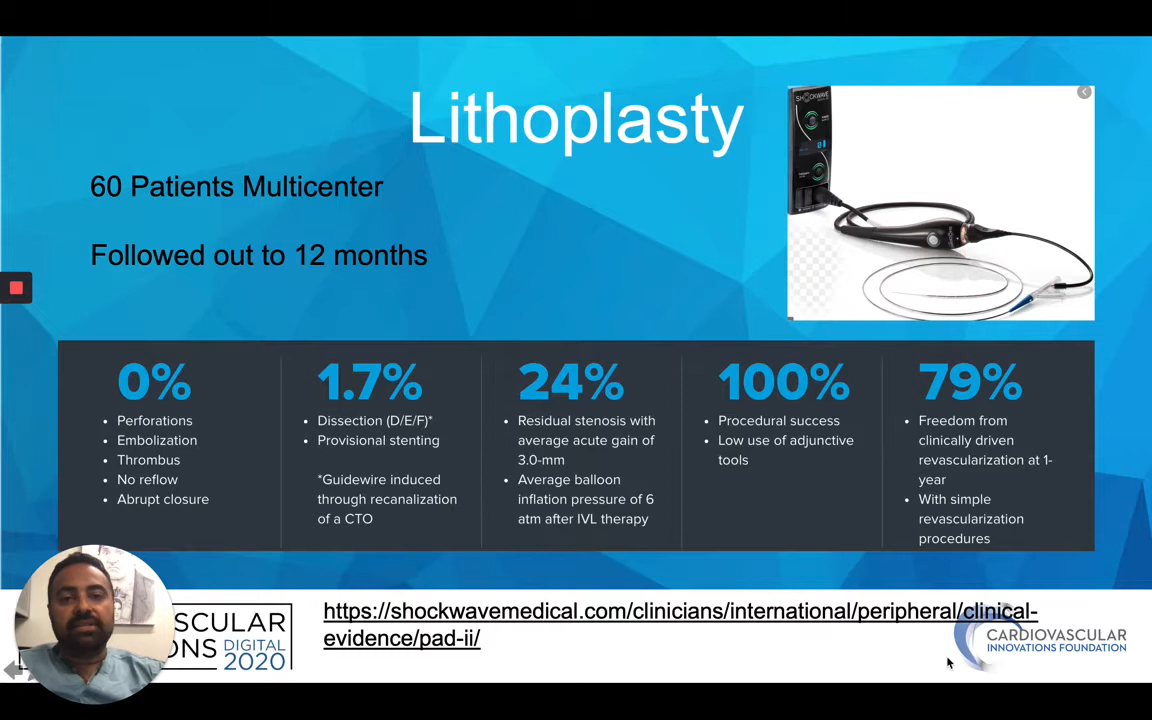 Lithoplasty
60 Patients Multicenter
Followed out to 12 months
SHOCKWAVE
0%
• Perforations
• Embolization
• Thrombus
• No reflow
• Abrupt closure
1.7%
• Dissection (D/E/F)*
• Provisional stenting
*Guidewire induced
through recanalization
of a CTO
24%
• Residual stenosis with
average acute gain of
3.0-mm
• Average balloon
inflation pressure of 6
atm after IVL therapy
100%
• Procedural success
• Low use of adjunctive
tools
79%
• Freedom from
clinically driven
revascularization at 1-
year
• With simple
revascularization
procedures
SCULAR
ONS DIGITAL
2020
https://shockwavemedical.com/clinicians/international/peripheral/clinical-
evidence/pad-ii/
CARDIOVASCULAR
INNOVATIONS FOUNDATION